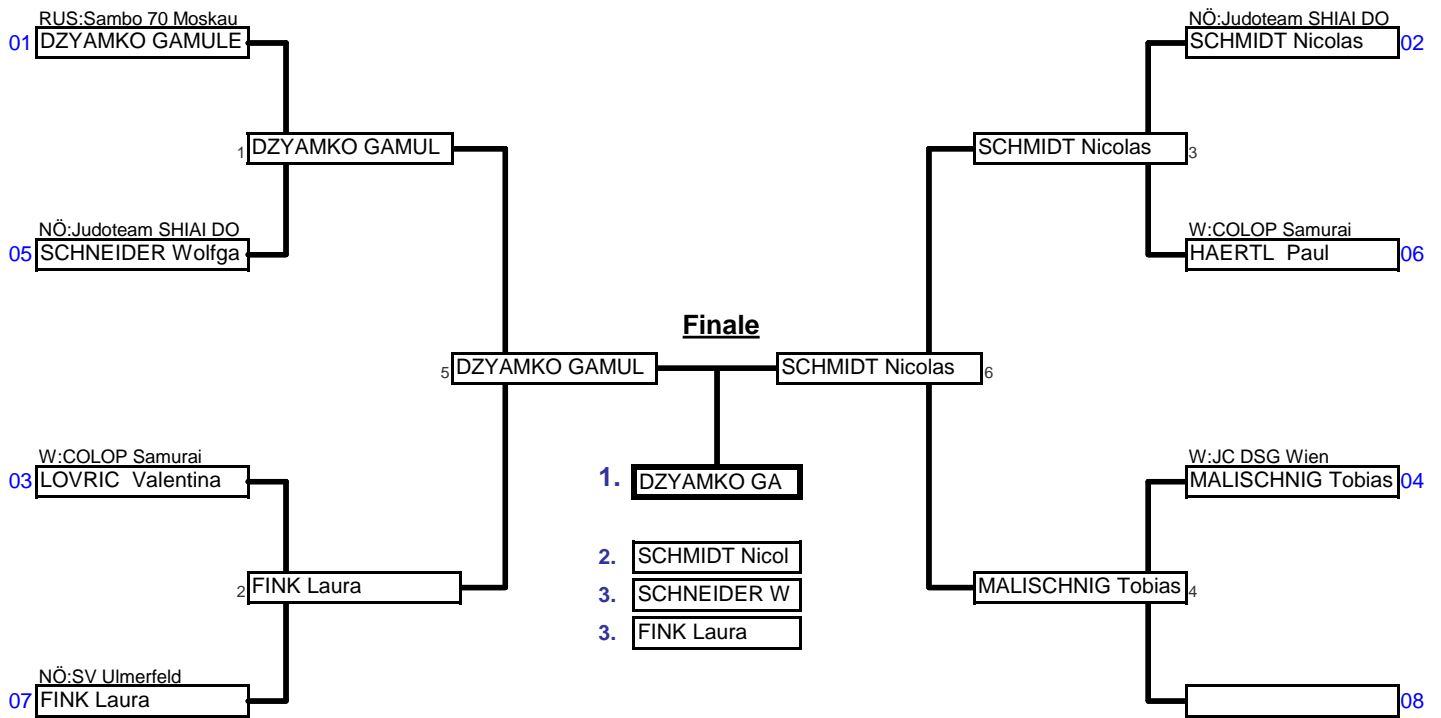 RUS:Sambo 70 Moskau
01 DZYAMKO GAMULE
NÖ:Judoteam SHIAI DO
SCHMIDT Nicolas 02
1 DZYAMKO GAMUL
SCHMIDT Nicolas 3
NÖ:Judoteam SHIAI DO
05 SCHNEIDER Wolfga
W:COLOP Samurai
HAERTL Paul 06
Finale
5 DZYAMKO GAMUL
SCHMIDT Nicolas 6
W:COLOP Samurai
03 LOVRIC Valentina
1. DZYAMKO GA
W:JC DSG Wien
MALISCHNIG Tobias 04
2. SCHMIDT Nicol
2 FINK Laura
3. SCHNEIDER W
MALISCHNIG Tobias 4
3. FINK Laura
NÖ:SV Ulmerfeld
07 FINK Laura
08